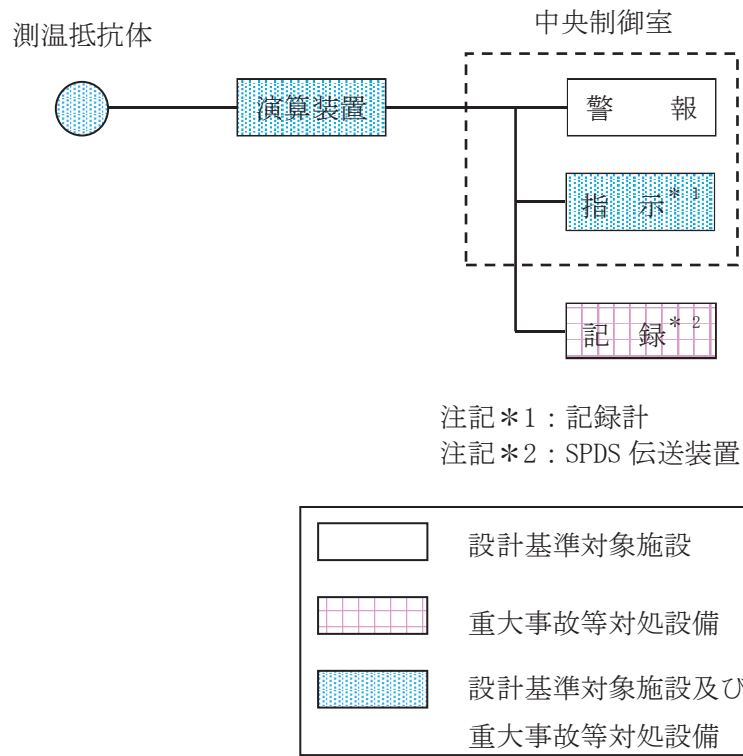 中央制御室
測温抵抗体
演算装置
警 報
指 示*1
記 録*2
注記*1:記録計
注記*2:SPDS 伝送装置
設計基準対象施設
重大事故等対処設備
設計基準対象施設及び
重大事故等対処設備